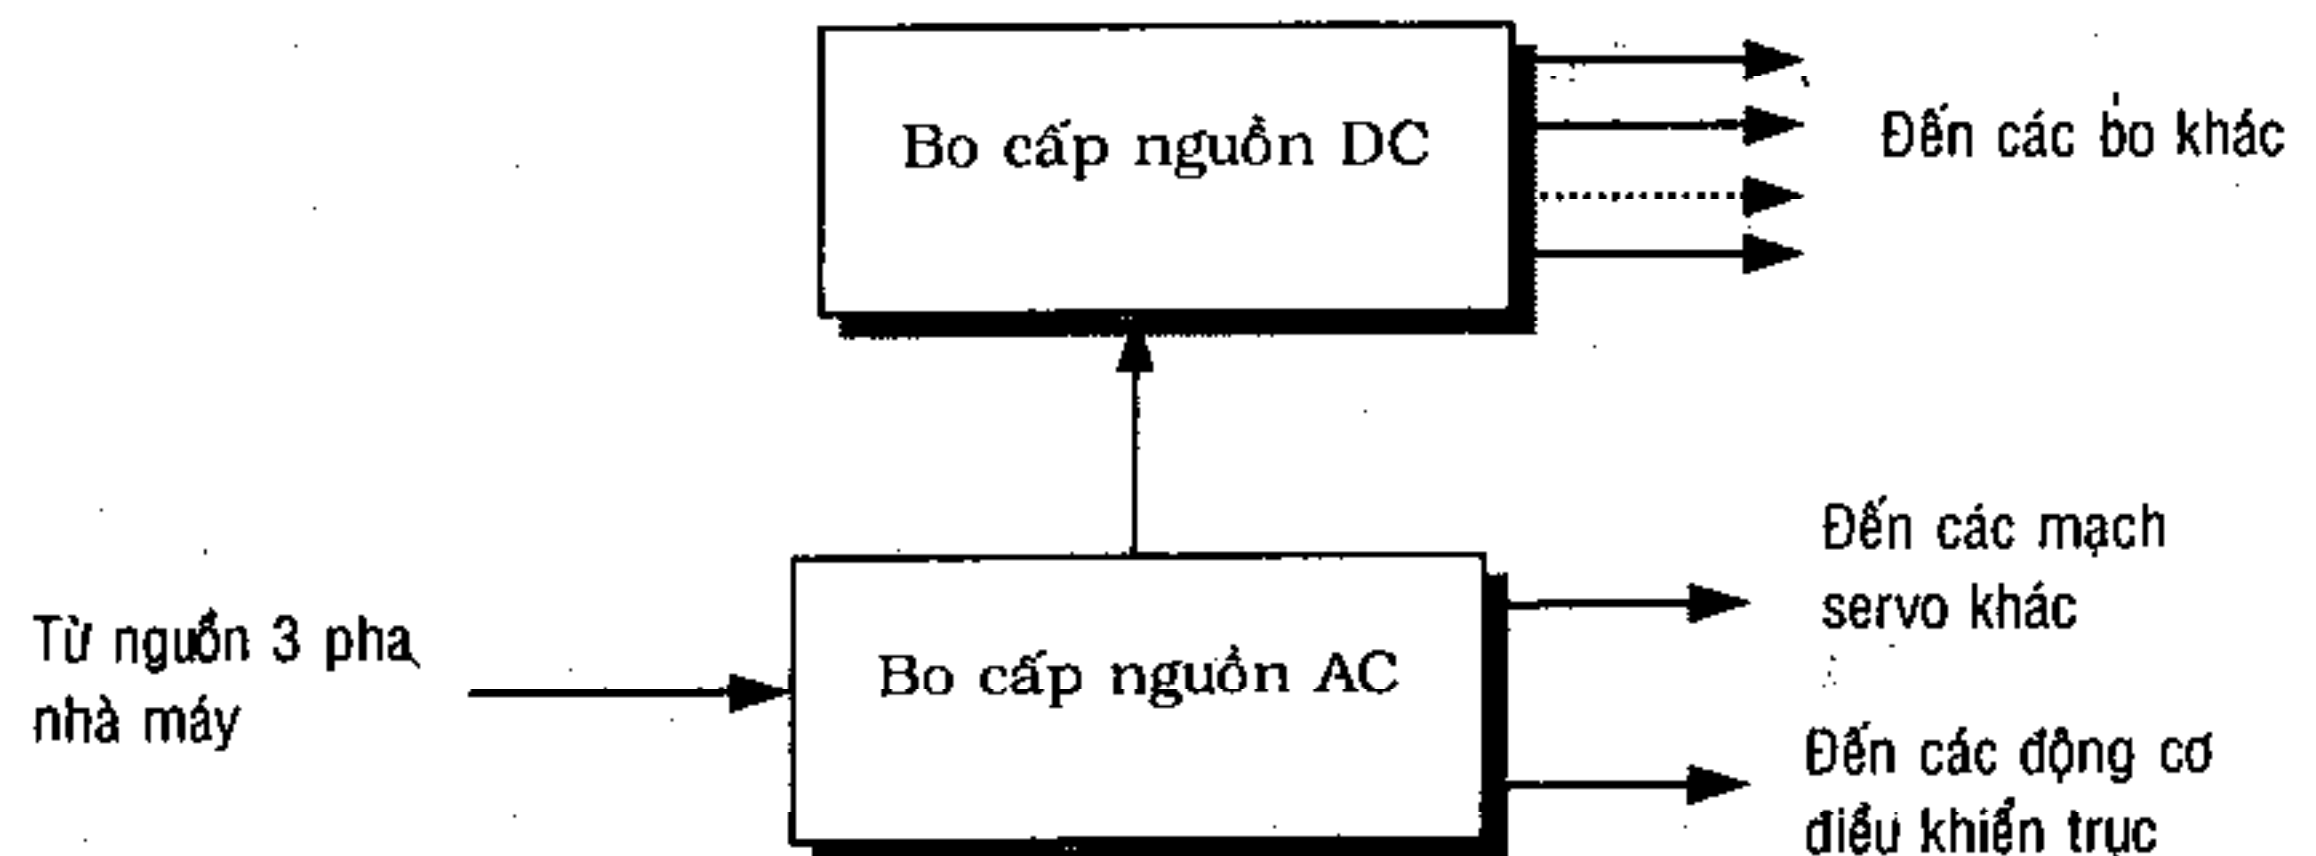 Bo cấp nguồn DC
Đến các bo khác
Đến các mạch
servo khác
Từ nguồn 3 pha
nhà máy
Bo cấp nguồn AC
Đến các động cơ
điều khiển trục